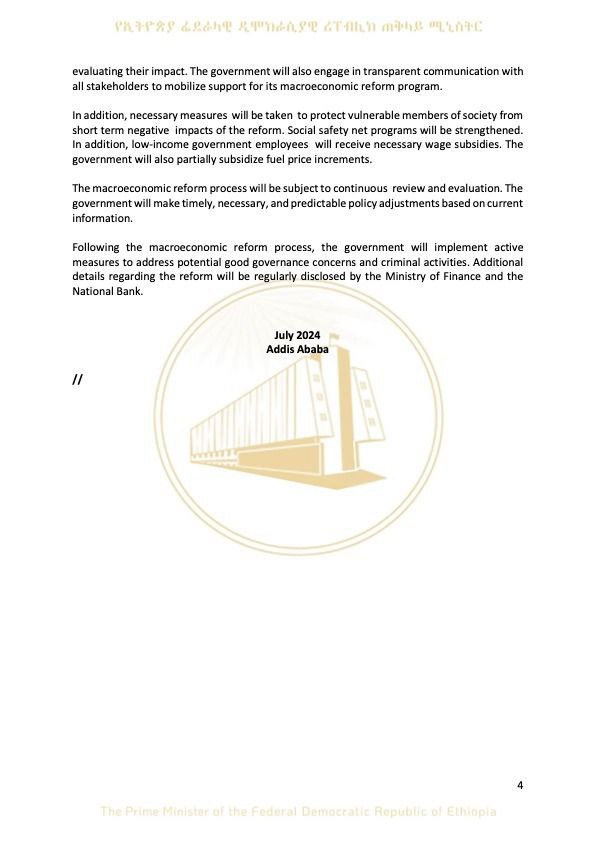 የኢትዮጵያ ፌደራላዊ ዲሞክራሲያዊ ሪፐብሊክ ጠቅላይ ሚኒስትር
evaluating their impact. The government will also engage in transparent communication with
all stakeholders to mobilize support for its macroeconomic reform program.
In addition, necessary measures will be taken to protect vulnerable members of society from
short term negative impacts of the reform. Social safety net programs will be strengthened.
In addition, low-income government employees will receive necessary wage subsidies. The
government will also partially subsidize fuel price increments.
The macroeconomic reform process will be subject to continuous review and evaluation. The
government will make timely, necessary, and predictable policy adjustments based on current
information.
Following the macroeconomic reform process, the government will implement active
measures to address potential good governance concerns and criminal activities. Additional
details regarding the reform will be regularly disclosed by the Ministry of Finance and the
National Bank.
July 2024
Addis Ababa
//
4
The Prime Minister of the Federal Democratic Republic of Ethiopia